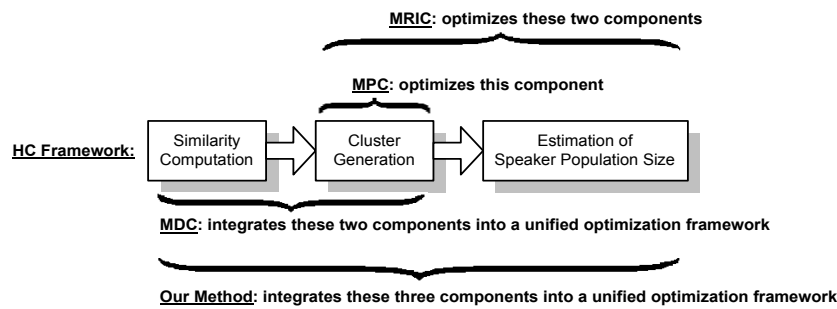 MRIC: optimizes these two components
MPC: optimizes this component
HC Framework:
Similarity
Computation
Cluster
Generation
Estimation of
Speaker Population Size
MDC: integrates these two components into a unified optimization framework
Our Method: integrates these three components into a unified optimization framework